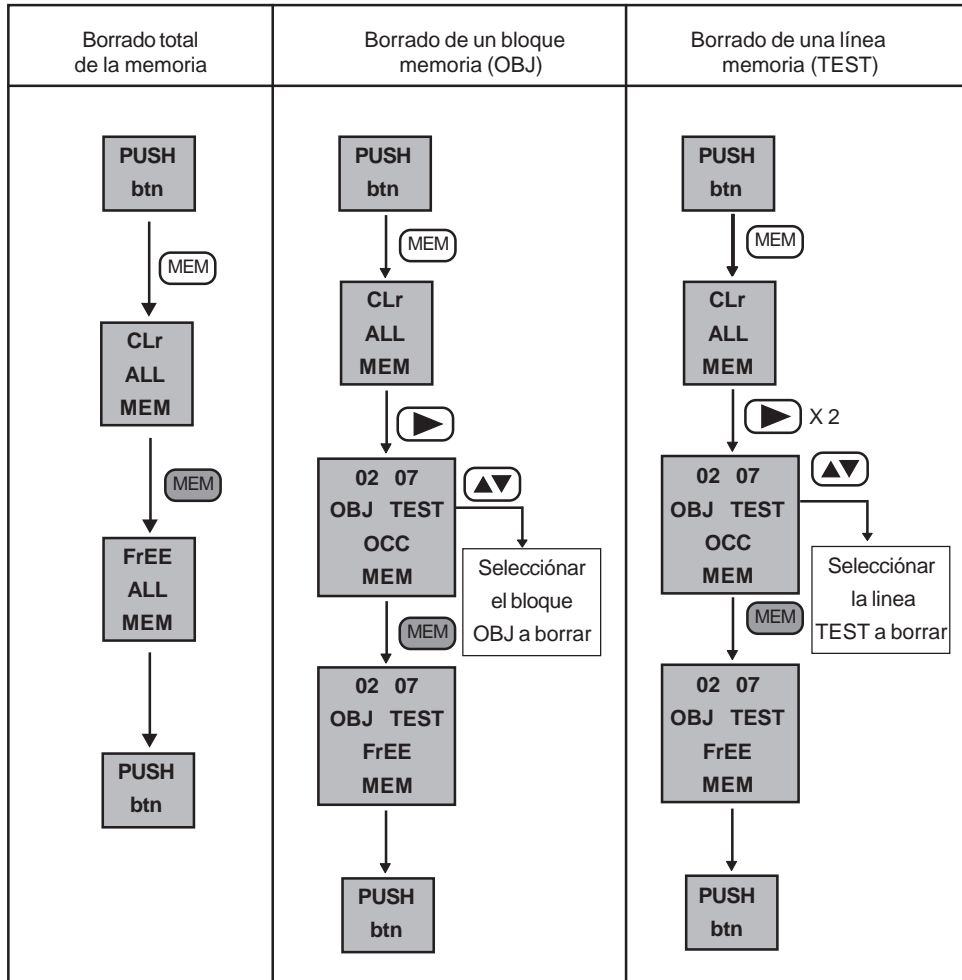 Borrado total
de la memoria
PUSH
btn
MEM
CLr
ALL
MEM
MEM
FrEE
ALL
MEM
PUSH
btn
Borrado de un bloque
memoria (OBJ)
PUSH
btn
MEM
CLr
ALL
MEM
02 07
OBJ TEST
OCC
MEM
Selecciónar
el bloque
OBJ a borrar
MEM
02 07
OBJ TEST
FrEE
MEM
PUSH
btn
Borrado de una línea
memoria (TEST)
PUSH
btn
MEM
CLr
ALL
MEM
X 2
02 07
OBJ TEST
OCC
MEM
Selecciónar
la linea
TEST a borrar
MEM
02 07
OBJ TEST
FrEE
MEM
PUSH
btn